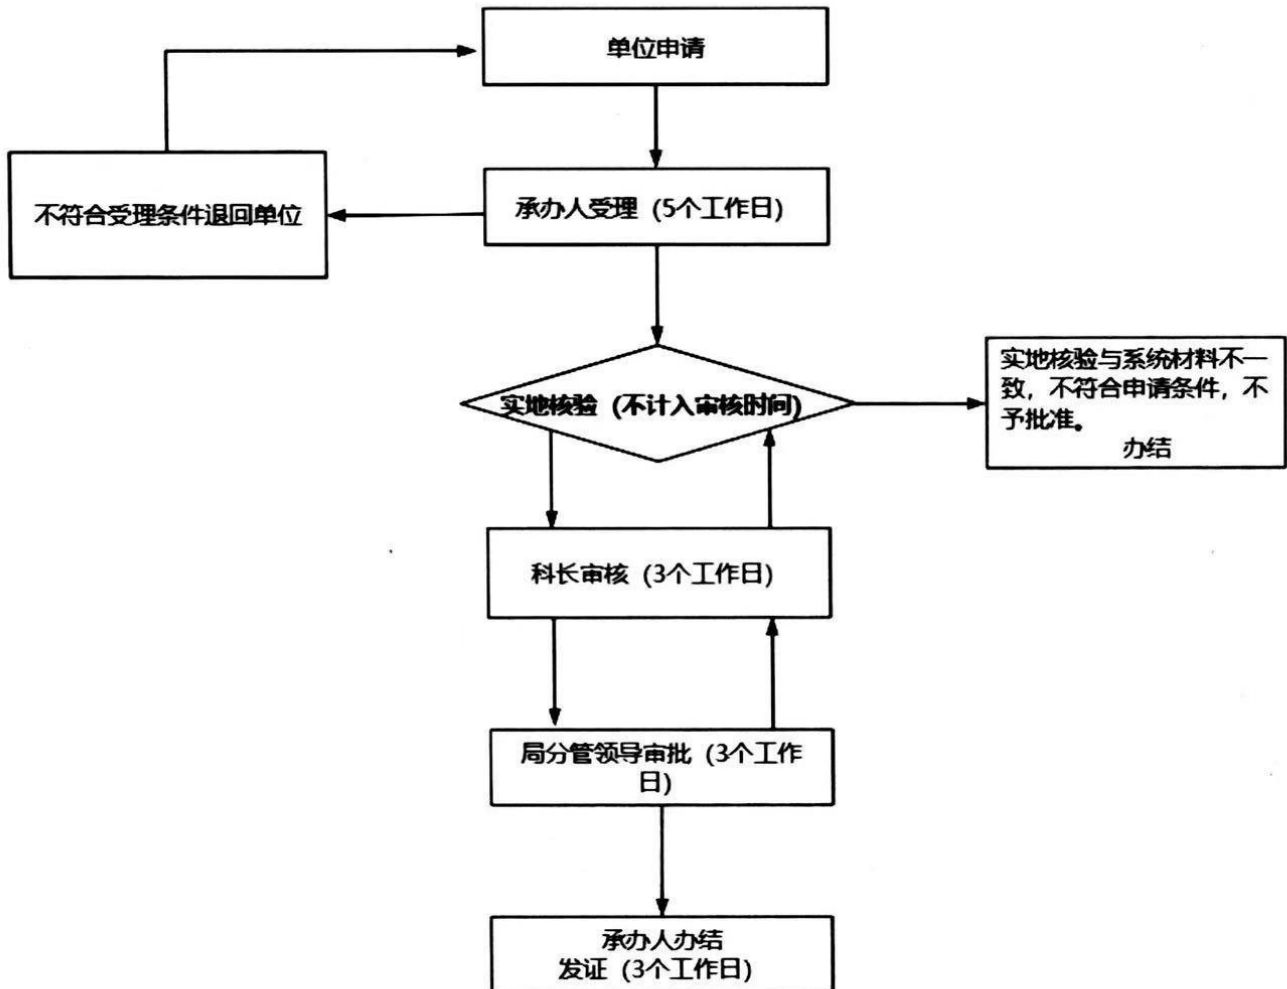 单位申请
不符合受理条件退回单位
承办人受理（5个工作日）
实地核验（不计入审核时间）
实地核验与系统材料不一
致，不符合申请条件，不
予批准。
办结
科长审核（3个工作日）
局分管领导审批（3个工作
日）
承办人办结
发证（3个工作日）